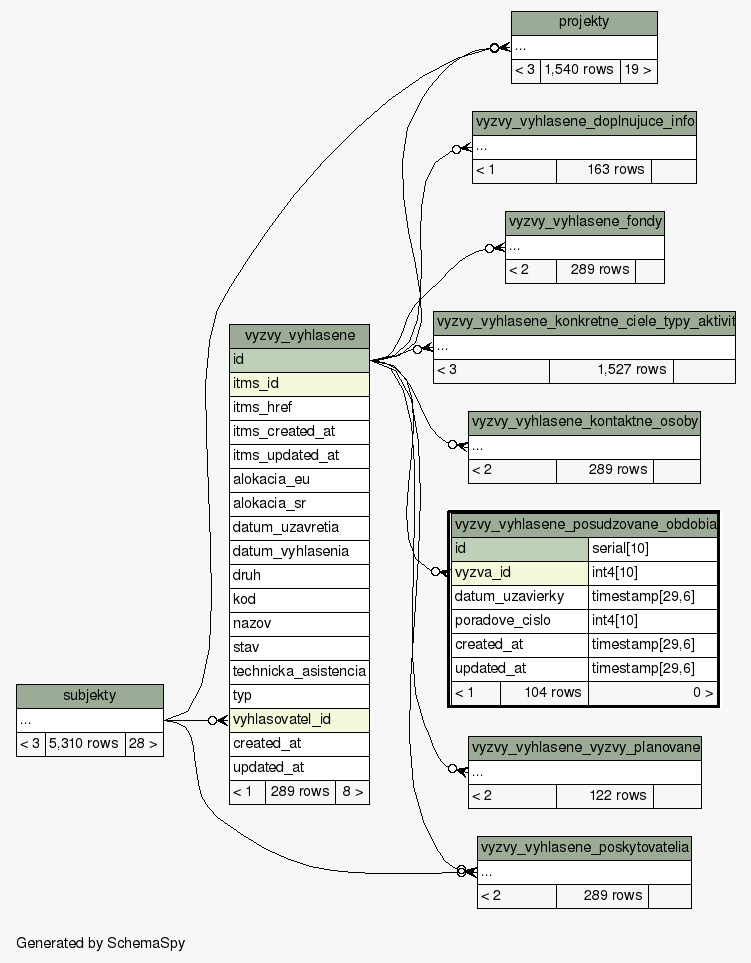 projekty
...
< 3 1,540 rows 19 >
vyzvy_vyhlasene_doplnujuce_info
...
< 1 163 rows
vyzvy_vyhlasene_fondy
...
< 2 289 rows
vyzvy_vyhlasene_konkretne_ciele_typy_aktivit
...
< 3 1,527 rows
vyzvy_vyhlasene_kontaktne_osoby
...
< 2 289 rows
vyzvy_vyhlasene
id
itms_id
itms_href
itms_created_at
itms_updated_at
alokacia_eu
alokacia_sr
datum_uzavretia
datum_vyhlasenia
druh
kod
nazov
stav
technicka_asistencia
typ
vyhlasovatel_id
created_at
updated_at
< 1 289 rows 8 >
vyzvy_vyhlasene_posudzovane_obdobia
id serial[10]
vyzva_id int4[10]
datum_uzavierky timestamp[29,6]
poradove_cislo int4[10]
created_at timestamp[29,6]
updated_at timestamp[29,6]
< 1 104 rows 0 >
subjekty
...
< 3 5,310 rows 28 >
vyzvy_vyhlasene_vyzvy_planovane
...
< 2 122 rows
vyzvy_vyhlasene_poskytovatelia
...
< 2 289 rows
Generated by SchemaSpy